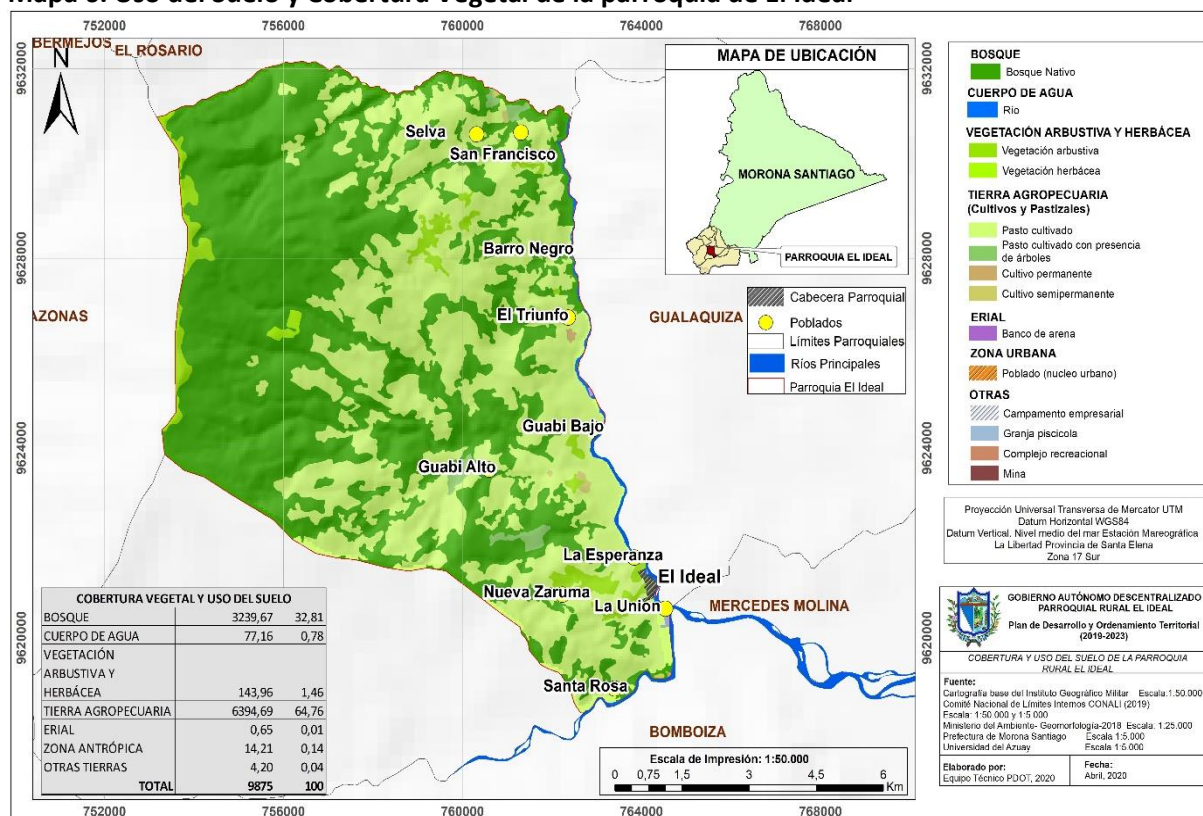 Mapa 6. Uso del Suelo y Cobertura Vegetal de la parroquia de El Ideal
752000 756000 760000 764000 768000
9632000
9628000
9624000
9620000
9632000
9628000
9624000
9620000
BERMEJOS
EL ROSARIO
N
Selva
San Francisco
Barro Negro
El Triunfo
AZONAS
GUALAQUIZA
Guabi Bajo
Guabi Alto
La Esperanza
El Ideal
Nueva Zaruma
La Unión
MERCEDES MOLINA
Santa Rosa
BOMBOIZA
MAPA DE UBICACIÓN
MORONA SANTIAGO
PARROQUIA EL IDEAL
Cabecera Parroquial
Poblados
Límites Parroquiales
Ríos Principales
Parroquia El Ideal
COBERTURA VEGETAL Y USO DEL SUELO
BOSQUE 3239,67 32,81
CUERPO DE AGUA 77,16 0,78
VEGETACIÓN
ARBUSTIVA Y
HERBÁCEA 143,96 1,46
TIERRA AGROPECUARIA 6394,69 64,76
ERIAL 0,65 0,01
ZONA ANTRÓPICA 14,21 0,14
OTRAS TIERRAS 4,20 0,04
TOTAL 9875 100
Escala de Impresión: 1:50.000
0 0,75 1,5 3 4,5 6
Km
752000 756000 760000 764000 768000
BOSQUE
Bosque Nativo
CUERPO DE AGUA
Río
VEGETACIÓN ARBUSTIVA Y HERBÁCEA
Vegetación arbustiva
Vegetación herbácea
TIERRA AGROPECUARIA
(Cultivos y Pastizales)
Pasto cultivado
Pasto cultivado con presencia
de árboles
Cultivo permanente
Cultivo semipermanente
ERIAL
Banco de arena
ZONA URBANA
Poblado (nucleo urbano)
OTRAS
Campamento empresarial
Granja piscicola
Complejo recreacional
Mina
Proyección Universal Transversa de Mercator UTM
Datum Horizontal WGS84
Datum Vertical. Nivel medio del mar Estación Mareográfica
La Libertad Provincia de Santa Elena
Zona 17 Sur
GOBIERNO AUTÓNOMO DESCENTRALIZADO
PARROQUIAL RURAL EL IDEAL
Plan de Desarrollo y Ordenamiento Territorial
(2019-2023)
COBERTURA Y USO DEL SUELO DE LA PARROQUIA
RURAL EL IDEAL
Fuente:
Cartografía base del Instituto Geográfico Militar Escala.1:50.000
Comité Nacional de Límites Internos CONALI (2019)
Escala: 1:50 000 y 1:5 000
Ministerio del Ambiente- Geomorfología-2018 Escala: 1.25.000
Prefectura de Morona Santiago Escala 1:5,000
Universidad del Azuay Escala 1:5 000
Elaborado por:
Equipo Técnico PDOT, 2020
Fecha:
Abril, 2020